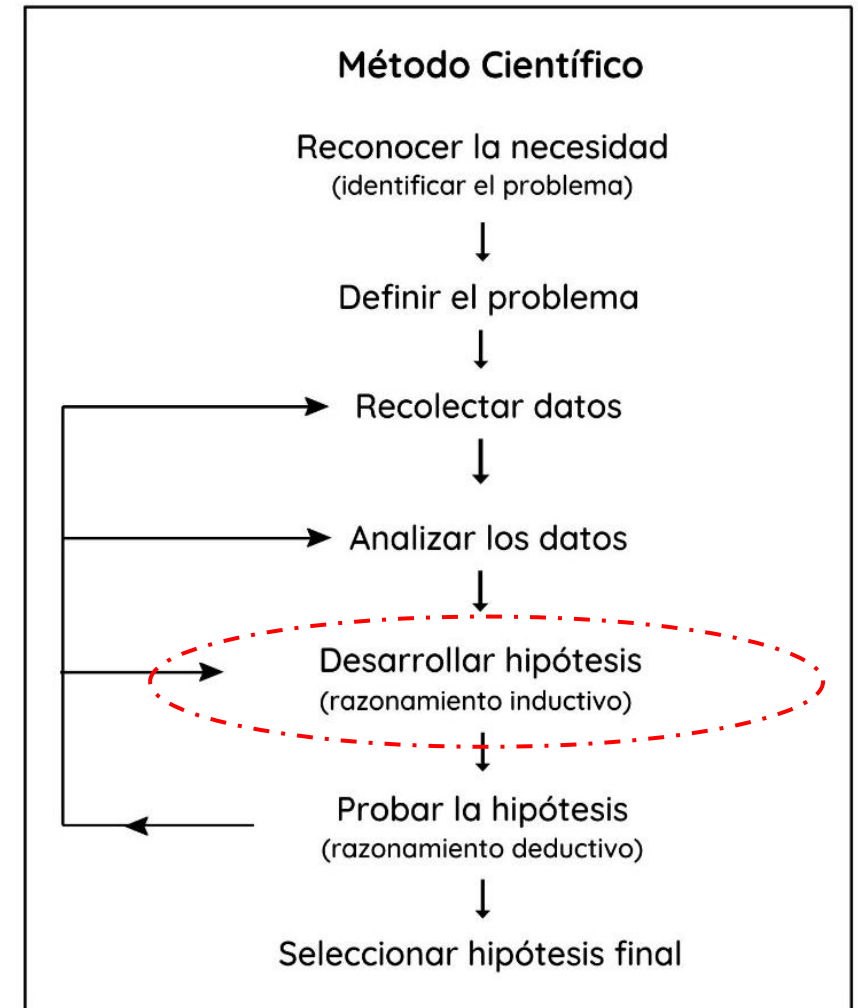 Método Científico
Reconocer la necesidad
(identificar el problema)
Definir el problema
Recolectar datos
Analizar los datos
Desarrollar hipótesis
(razonamiento inductivo)
Probar la hipótesis
(razonamiento deductivo)
Seleccionar hipótesis final